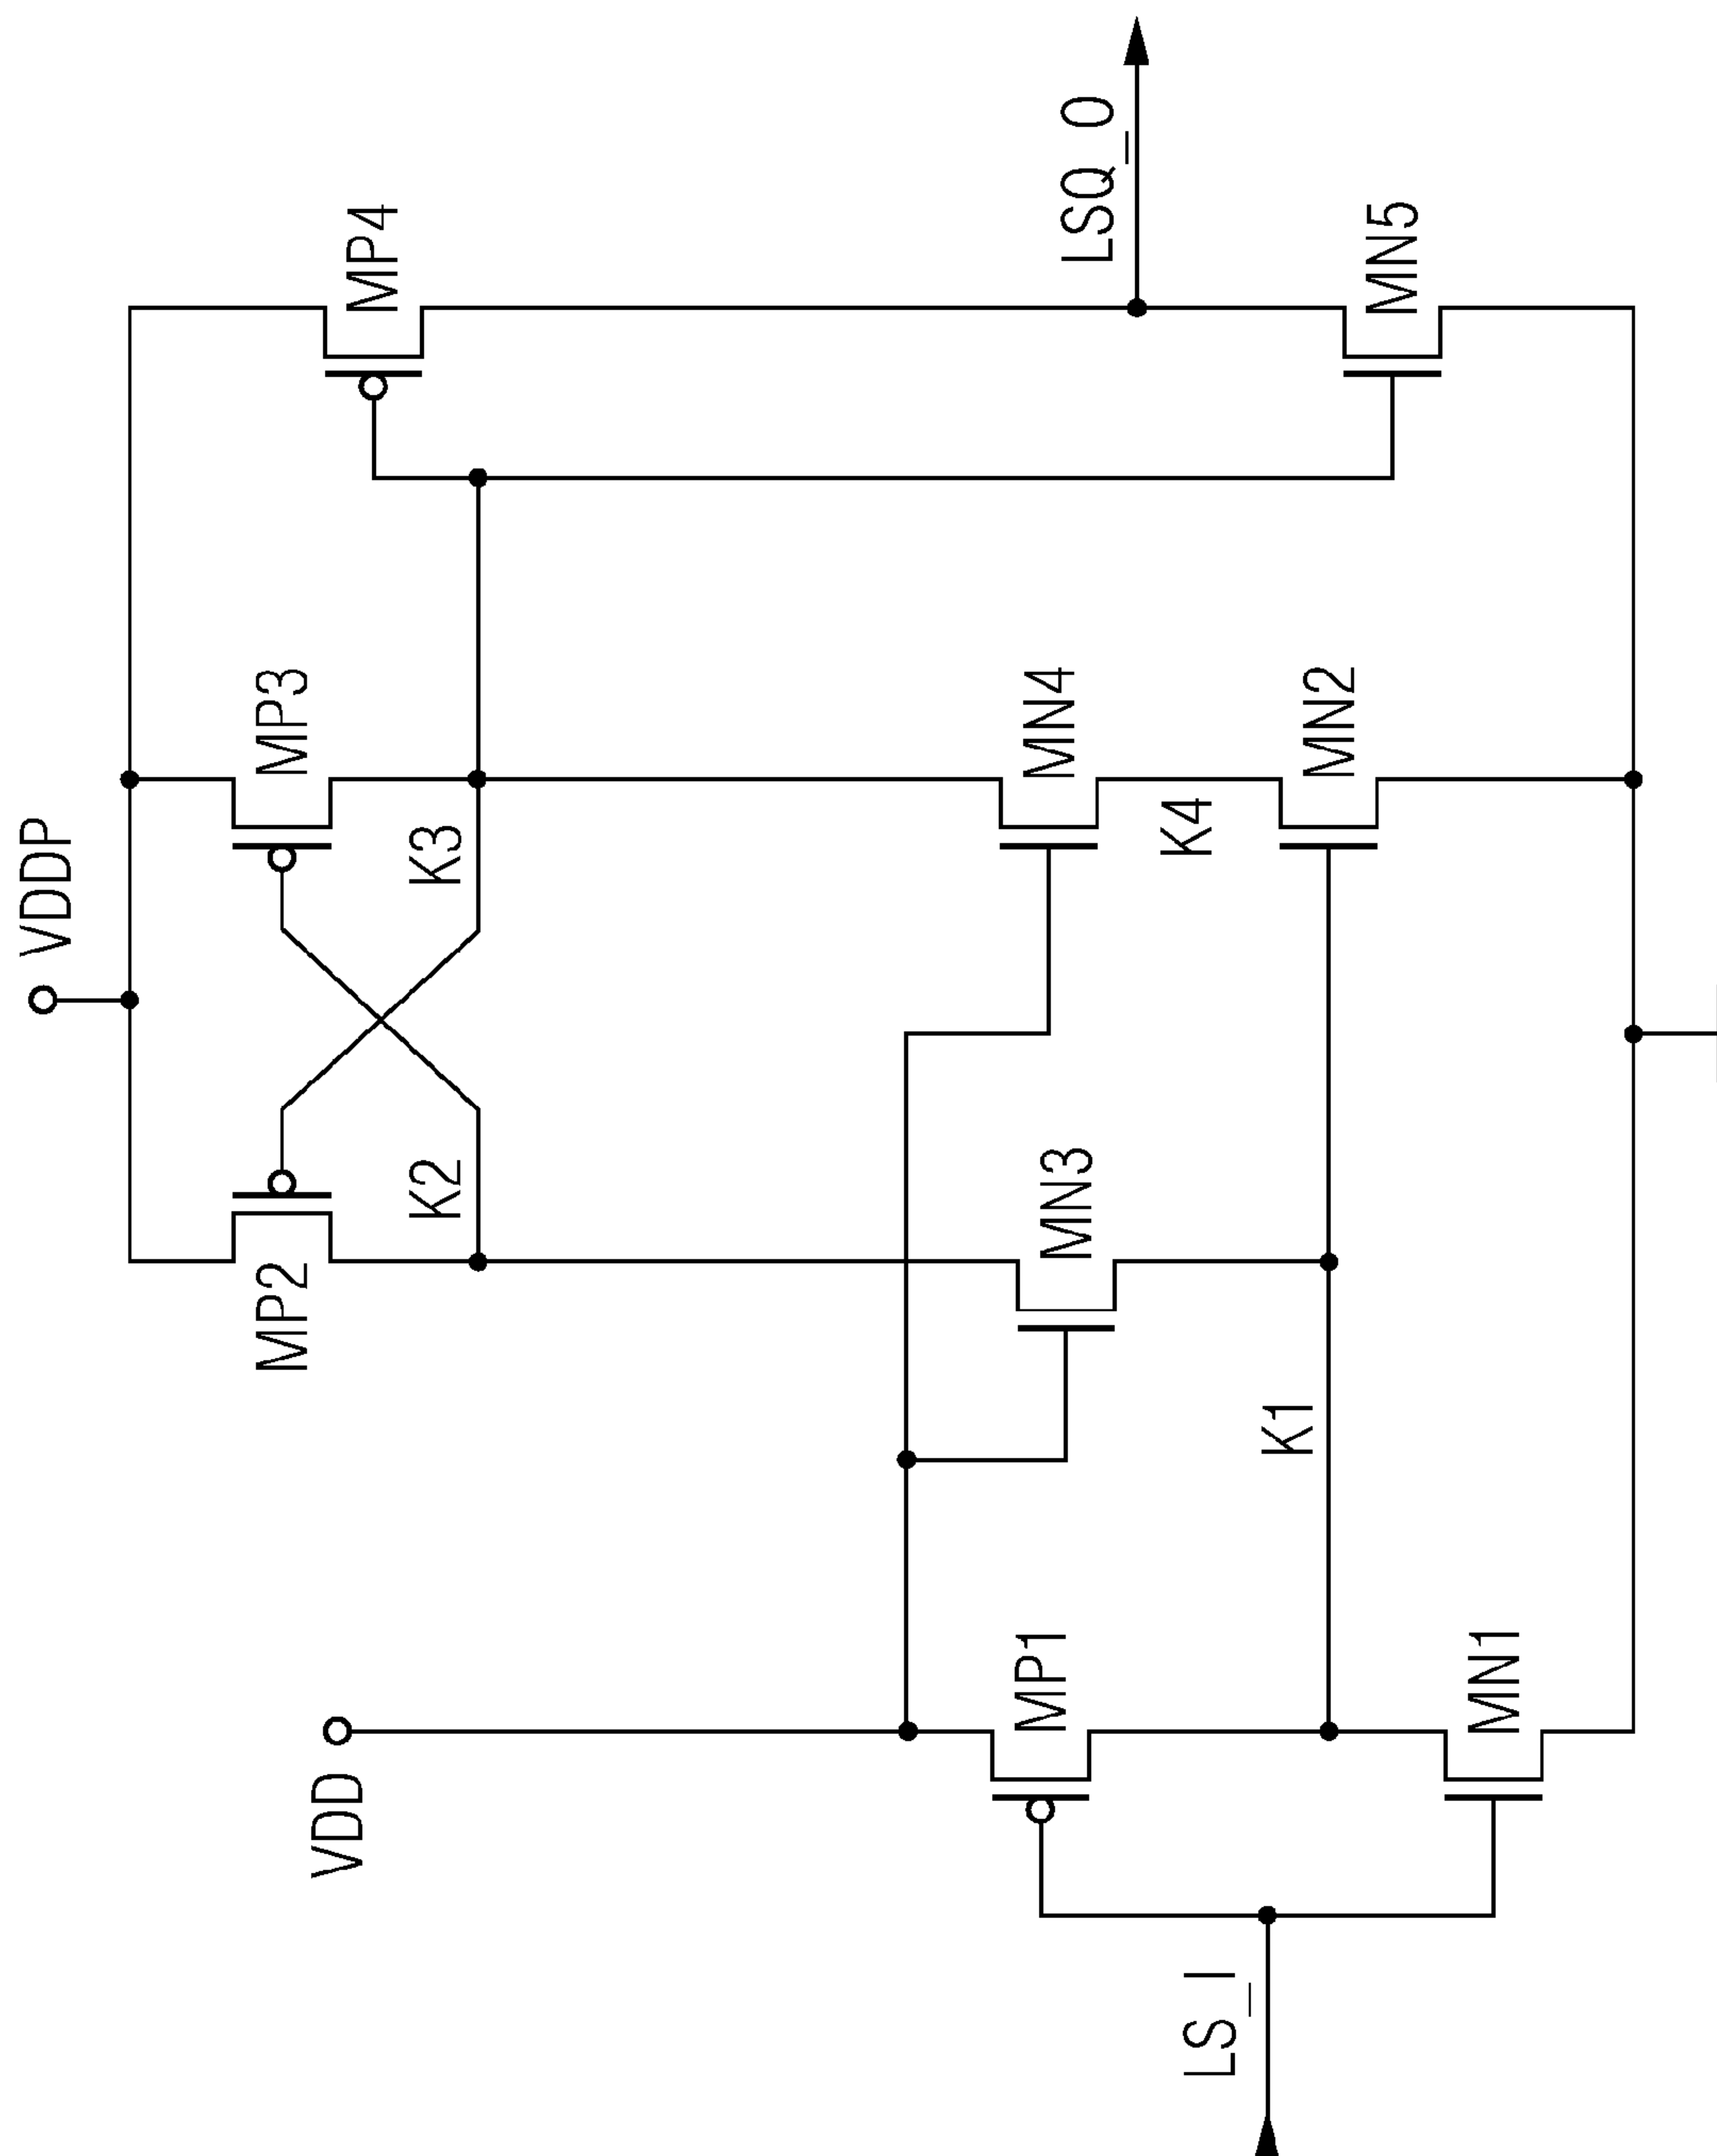 VDDP
VDD
MP2
MP3
MP4
K2
K3
LSQ_O
MN3
MN4
K4
MP1
K1
MN2
MN5
LS_I
MN1